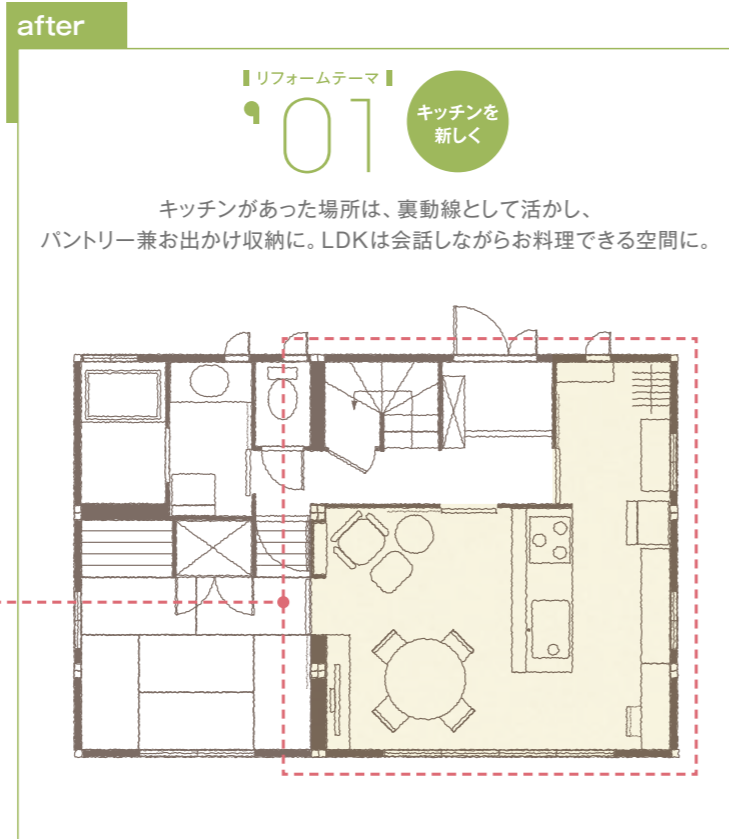 after
リフォームテーマ
'01
キッチンを
新しく
キッチンがあった場所は、裏動線として活かし、
パントリー兼お出かけ収納に。LDKは会話しながらお料理できる空間に。